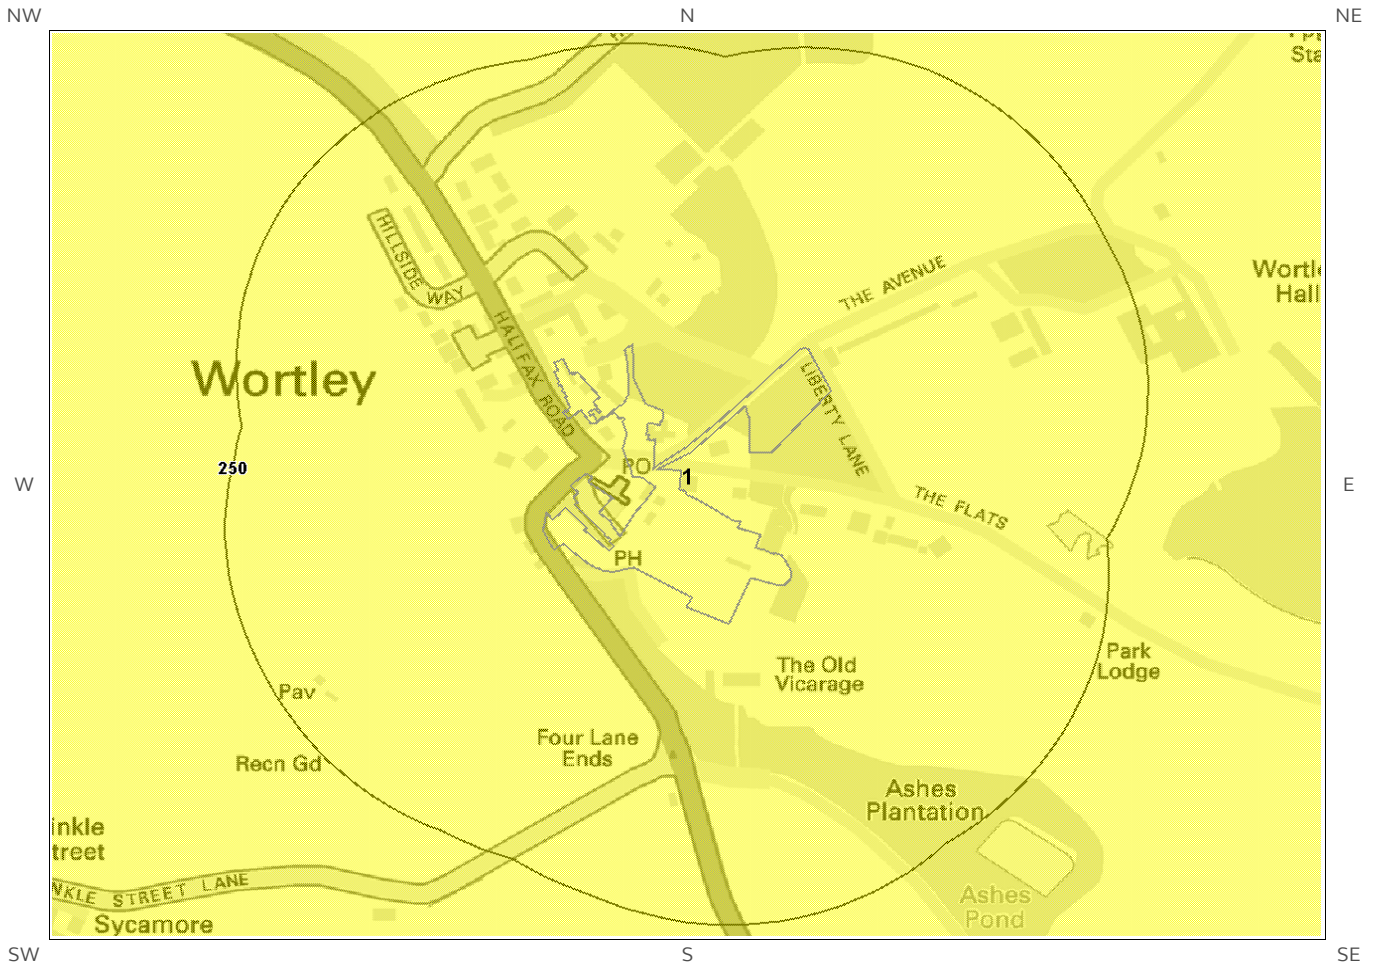 NW
N
NE
Sta
HILLSIDE
WAY
THE AVENUE
Hall
HALIFAX ROAD
Wortley
LIBERTY LANE
250
W
PO
1
E
THE FLATS
PH
The Old
Vicarage
Park
Lodge
Pav
Four Lane
Ends
Recn Gd
Ashes
Plantation
inkle
treet
NKLE STREET LANE
Ashes
Pond
Sycamore
SW
S
SE